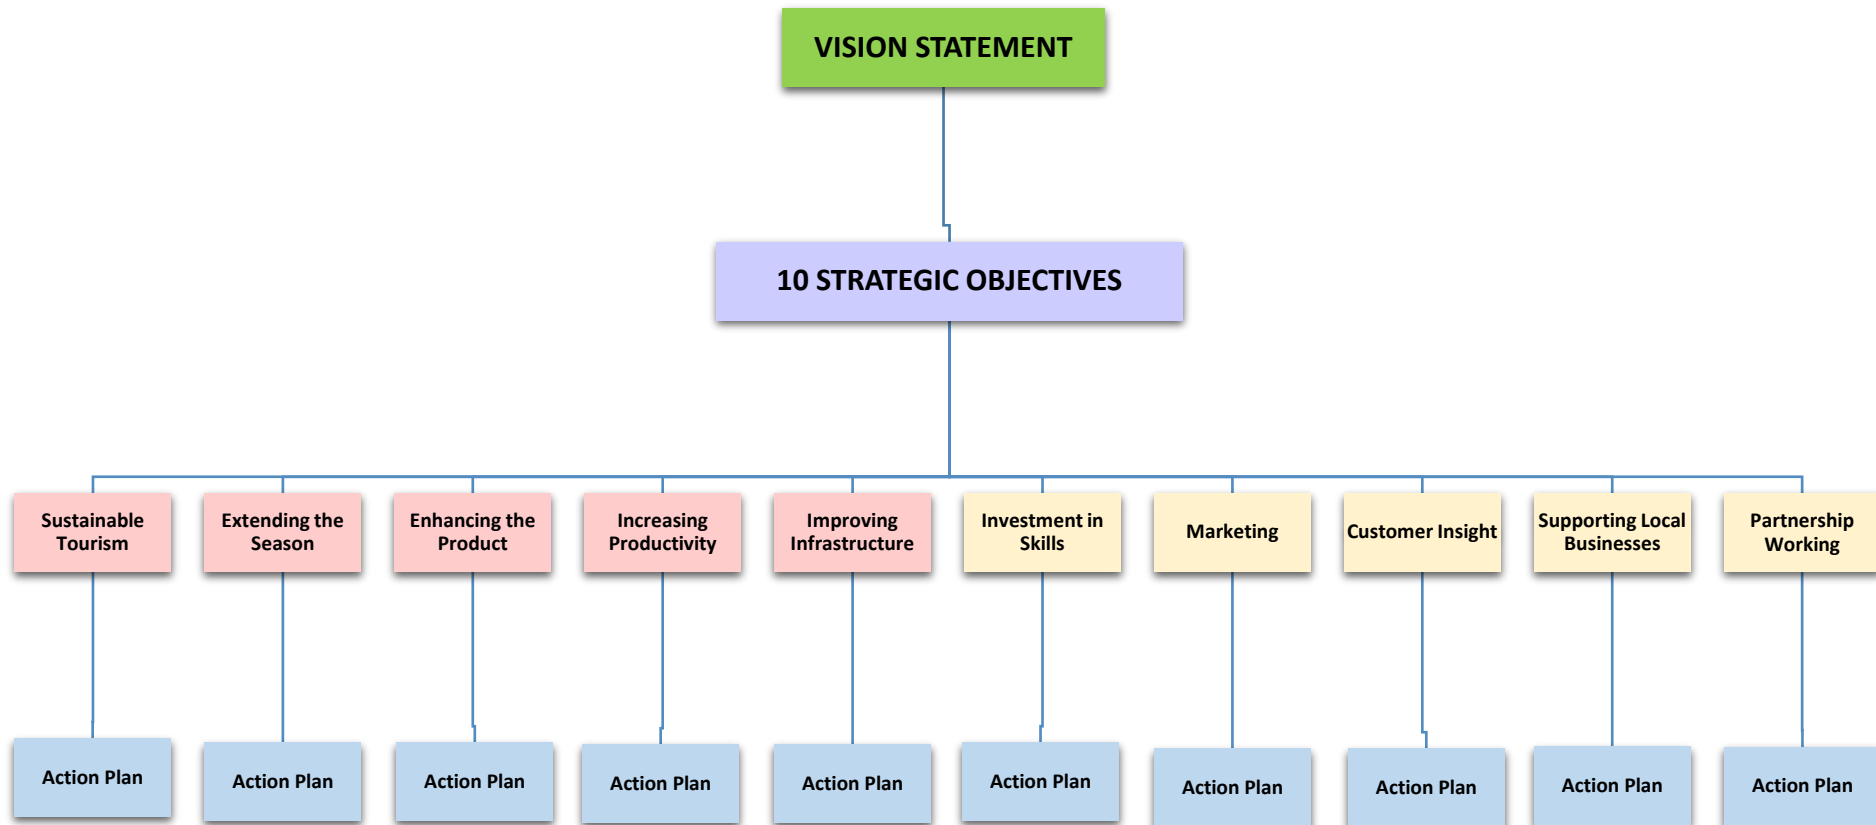 VISION STATEMENT
10 STRATEGIC OBJECTIVES
Sustainable
Tourism
Extending the
Season
Enhancing the
Product
Increasing
Productivity
Improving
Infrastructure
Investment in
Skills
Marketing
Customer Insight
Supporting Local
Businesses
Partnership
Working
Action Plan
Action Plan
Action Plan
Action Plan
Action Plan
Action Plan
Action Plan
Action Plan
Action Plan
Action Plan